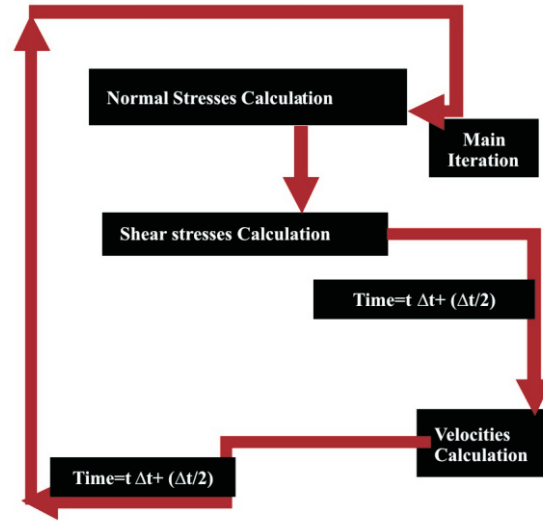 Normal Stresses Calculation
Main
Iteration
Shear stresses Calculation
Time=t Δt+ (Δt/2)
Velocities
Calculation
Time=t Δt+ (Δt/2)